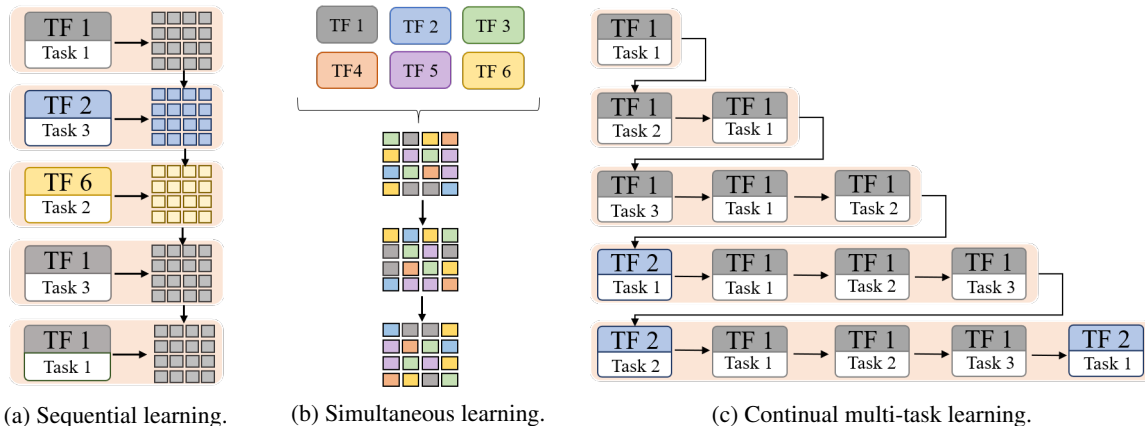 TF 1
Task 1
TF 2
Task 3
TF 6
Task 2
TF 1
Task 3
TF 1
Task 1
(a) Sequential learning.
TF 1 TF 2 TF 3
TF4 TF 5 TF 6
(b) Simultaneous learning.
TF 1
Task 1
TF 1 TF 1
Task 2 Task 1
TF 1 TF 1 TF 1
Task 3 Task 1 Task 2
TF 2 TF 1 TF 1 TF 1
Task 1 Task 1 Task 2 Task 3
TF 2 TF 1 TF 1 TF 1 TF 2
Task 2 Task 1 Task 2 Task 3 Task 1
(c) Continual multi-task learning.